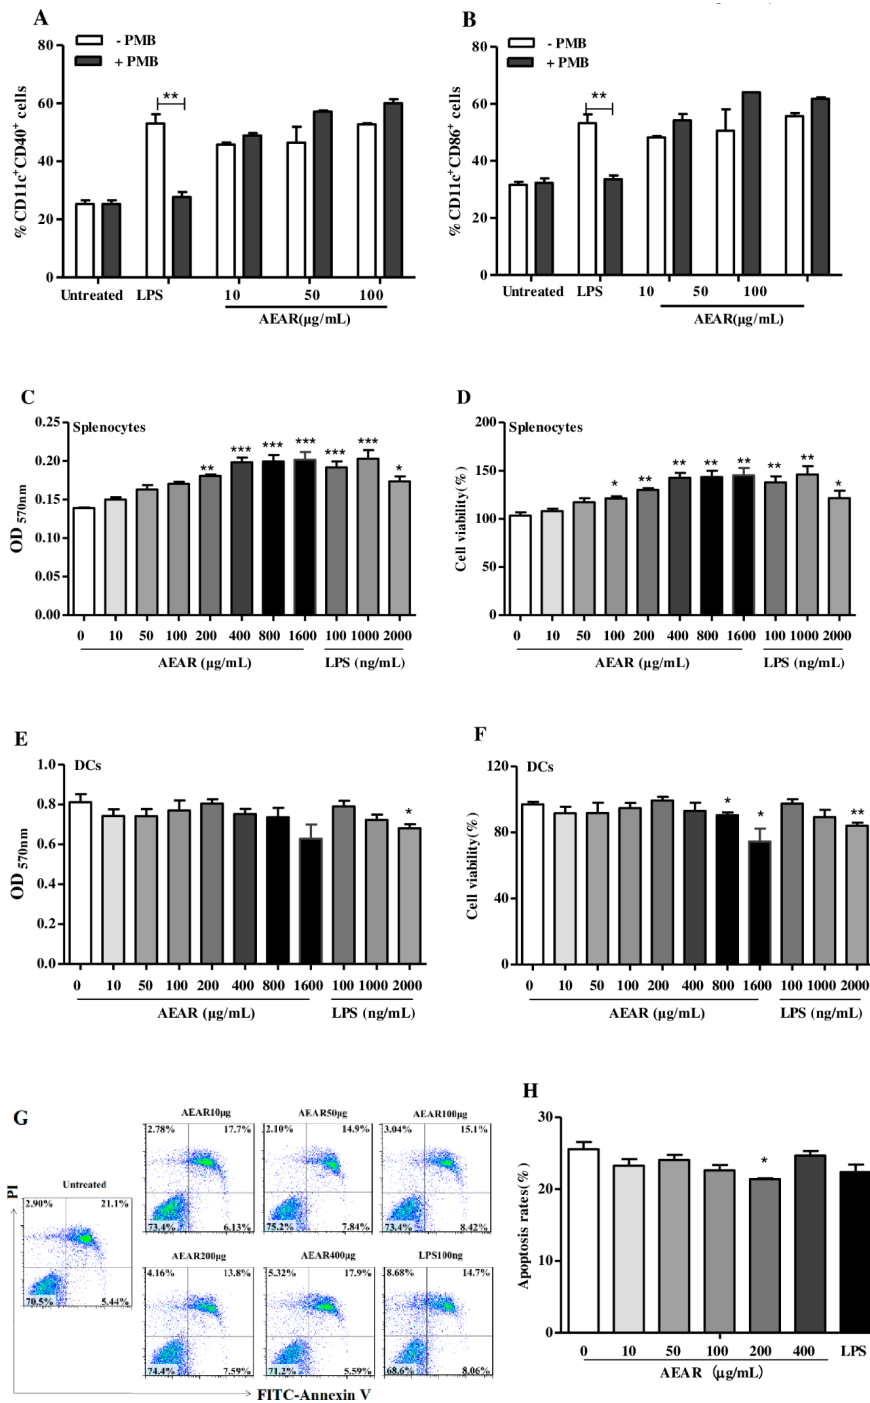 A
- PMB
+ PMB
% CD11c+CD40+ cells
80
60
40
20
0
**
Untreated LPS 10 50 100
AEAR(µg/mL)
B
- PMB
+ PMB
% CD11c+CD86+ cells
80
60
40
20
0
**
Untreated LPS 10 50 100
AEAR(µg/mL)
C
Splenocytes
OD 570nm
0.25
0.20
0.15
0.10
0.05
0.00
** *** *** *** *** *** *
0 10 50 100 200 400 800 1600 100 1000 2000
AEAR (µg/mL) LPS (ng/mL)
D
Splenocytes
Cell viability(%)
200
150
100
50
0
* ** ** ** ** ** ** *
0 10 50 100 200 400 800 1600 100 1000 2000
AEAR (µg/mL) LPS (ng/mL)
E
DCs
OD 570nm
1.0
0.8
0.6
0.4
0.2
0.0
*
0 10 50 100 200 400 800 1600 100 1000 2000
AEAR (µg/mL) LPS (ng/mL)
F
DCs
Cell viability(%)
120
80
40
0
* * **
0 10 50 100 200 400 800 1600 100 1000 2000
AEAR (µg/mL) LPS (ng/mL)
G
PI
Untreated
2.90% 21.1%
70.5% 5.44%
AEAR10µg
2.78% 17.7%
73.4% 6.13%
AEAR50µg
2.10% 14.9%
75.2% 7.84%
AEAR100µg
3.04% 15.1%
73.4% 8.42%
AEAR200µg
4.16% 13.8%
74.4% 7.59%
AEAR400µg
5.32% 17.9%
71.2% 5.59%
LPS100ng
8.68% 14.7%
68.6% 8.06%
FITC-Annexin V
H
Apoptosis rates(%)
30
20
10
0
*
0 10 50 100 200 400 LPS
AEAR (µg/mL)